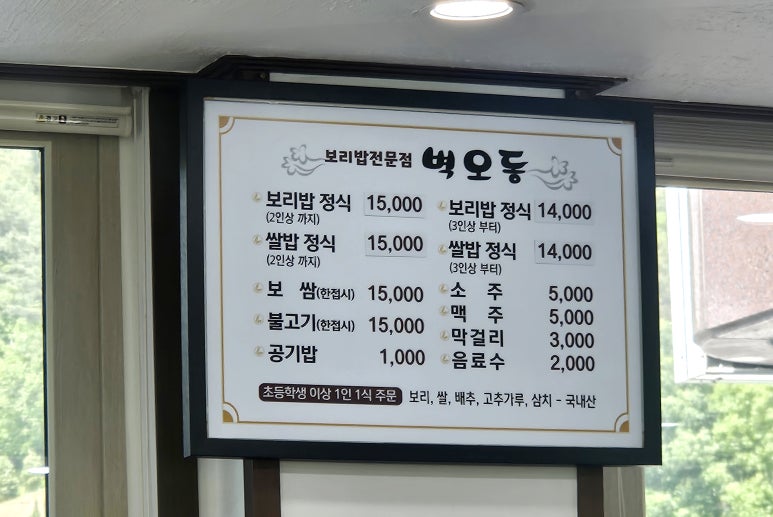 보리밥전문점 벽오동
보리밥 정식 15,000
(2인상 까지)
쌀밥 정식 15,000
(2인상 까지)
보 쌈(한접시) 15,000
불고기(한접시) 15,000
공기밥 1,000
보리밥 정식 14,000
(3인상 부터)
쌀밥 정식 14,000
(3인상 부터)
소 주 5,000
맥 주 5,000
막걸리 3,000
음료수 2,000
초등학생 이상 1인 1식 주문
보리, 쌀, 배추, 고추가루, 삼치 - 국내산